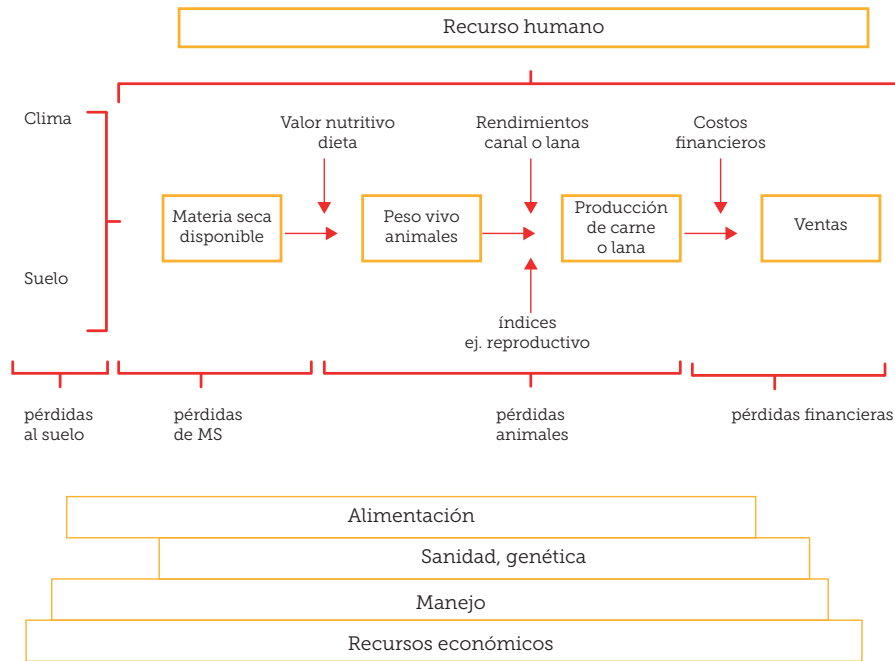 Recurso humano
Clima
Valor nutritivo
dieta
Rendimientos
canal o lana
Costos
financieros
Materia seca
disponible
Peso vivo
animales
Producción
de carne
o lana
Ventas
Suelo
índices
ej. reproductivo
pérdidas
al suelo
pérdidas
de MS
pérdidas
animales
pérdidas financieras
Alimentación
Sanidad, genética
Manejo
Recursos económicos